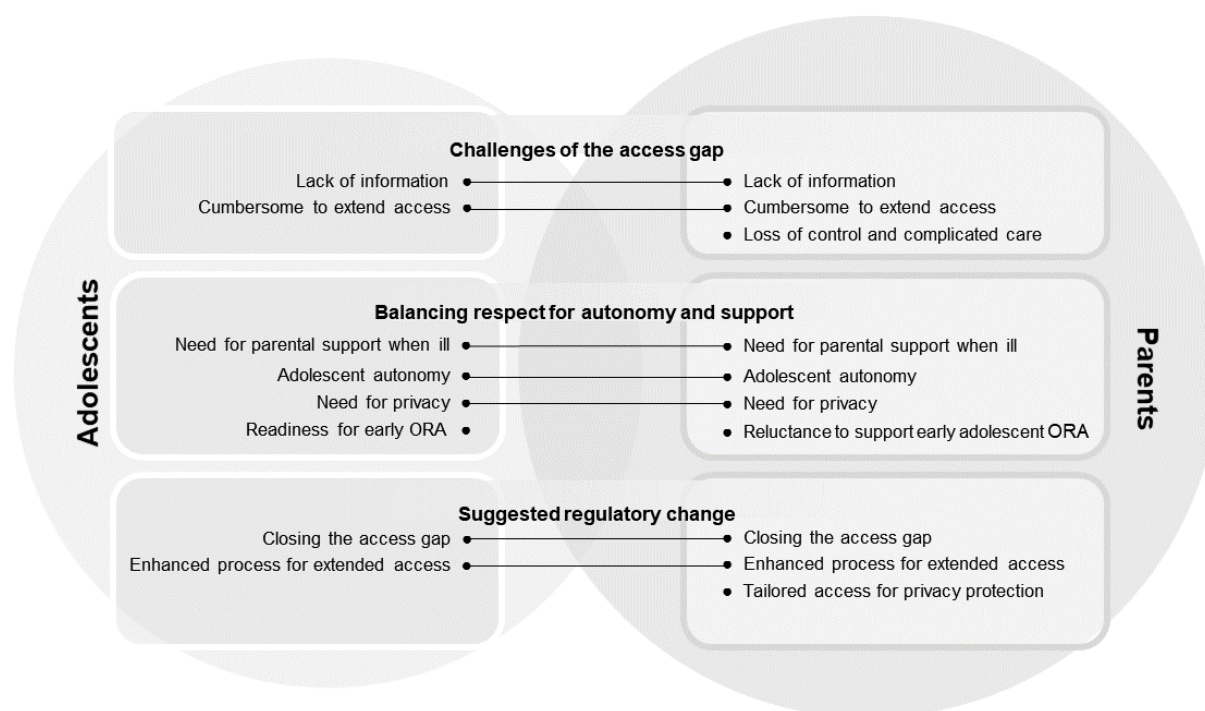 Adolescents
Challenges of the access gap
Lack of information
Cumbersome to extend access
Lack of information
Cumbersome to extend access
Loss of control and complicated care
Balancing respect for autonomy and support
Need for parental support when ill
Adolescent autonomy
Need for privacy
Readiness for early ORA
Need for parental support when ill
Adolescent autonomy
Need for privacy
Reluctance to support early adolescent ORA
Suggested regulatory change
Closing the access gap
Enhanced process for extended access
Closing the access gap
Enhanced process for extended access
Tailored access for privacy protection
Parents